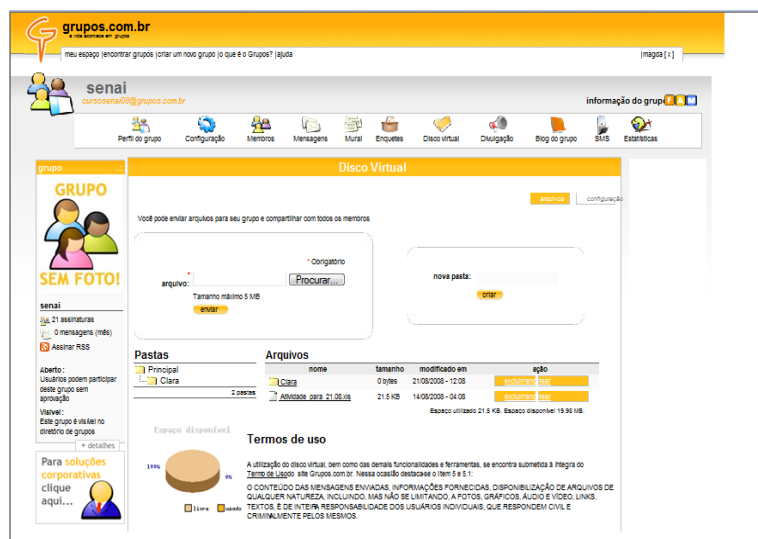 grupos.com.br
a vida acontece em grupos
meu espaço |encontrar grupos |criar um novo grupo |o que é o Grupos? |ajuda
|magda [x]
senai
cursosenai08@grupos.com.br
informação do grupo
F A M
Perfil do grupo Configuração Membros Mensagens Mural Enquetes Disco virtual Divulgação Blog do grupo SMS Estatísticas
grupo
GRUPO
SEM FOTO!
senai
21 assinaturas
0 mensagens (mês)
Assinar RSS
Aberto :
Usuários podem participar
deste grupo sem
aprovação
Visível :
Este grupo é visível no
diretório de grupos
+ detalhes
Para soluções
corporativas
clique
aqui...
Disco Virtual
arquivos configuração
Você pode enviar arquivos para seu grupo e compartilhar com todos os membros
* Obrigatório
*
arquivo: Procurar...
Tamanho máximo 5 MB
enviar
nova pasta:
criar
Pastas
Principal
Clara
2 pastas
Arquivos
nome tamanho modificado em ação
Clara 0 bytes 21/08/2008 - 12:08
Atividade para 21.08.xls 21.5 KB 14/08/2008 - 04:08
Espaço utilizado 21.5 KB. Espaço disponível 19.98 MB.
Espaço disponível
100% 0%
livre usado
Termos de uso
A utilização do disco virtual, bem como das demais funcionalidades e ferramentas, se encontra submetida à íntegra do
Termo de Uso do site Grupos.com.br. Nessa ocasião destaca-se o item 5 e 5.1:
O CONTEÚDO DAS MENSAGENS ENVIADAS, INFORMAÇÕES FORNECIDAS, DISPONIBILIZAÇÃO DE ARQUIVOS DE
QUALQUER NATUREZA, INCLUINDO, MAS NÃO SE LIMITANDO, A FOTOS, GRÁFICOS, ÁUDIO E VÍDEO, LINKS,
TEXTOS, É DE INTEIRA RESPONSABILIDADE DOS USUÁRIOS INDIVIDUAIS, QUE RESPONDEM CIVIL E
CRIMINALMENTE PELOS MESMOS.